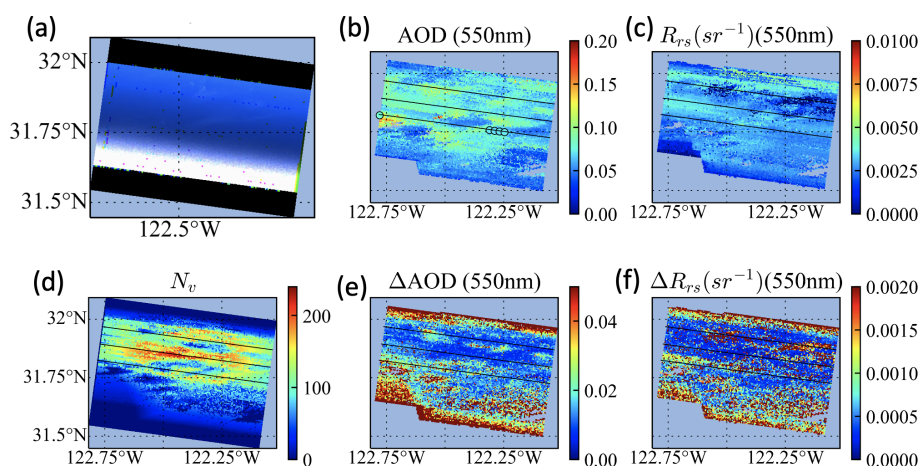 (a)
32°N
31.75°N
31.5°N
122.5°W
(b) AOD (550nm)
0.20
0.15
0.10
0.05
0.00
122.75°W 122.25°W
(c) R_rs(sr⁻¹)(550nm)
0.0100
0.0075
0.0050
0.0025
0.0000
122.75°W 122.25°W
(d) N_v
32°N
31.75°N
31.5°N
200
100
0
122.75°W 122.25°W
(e) ΔAOD (550nm)
0.04
0.02
0.00
122.75°W 122.25°W
(f) ΔR_rs(sr⁻¹)(550nm)
0.0020
0.0015
0.0010
0.0005
0.0000
122.75°W 122.25°W